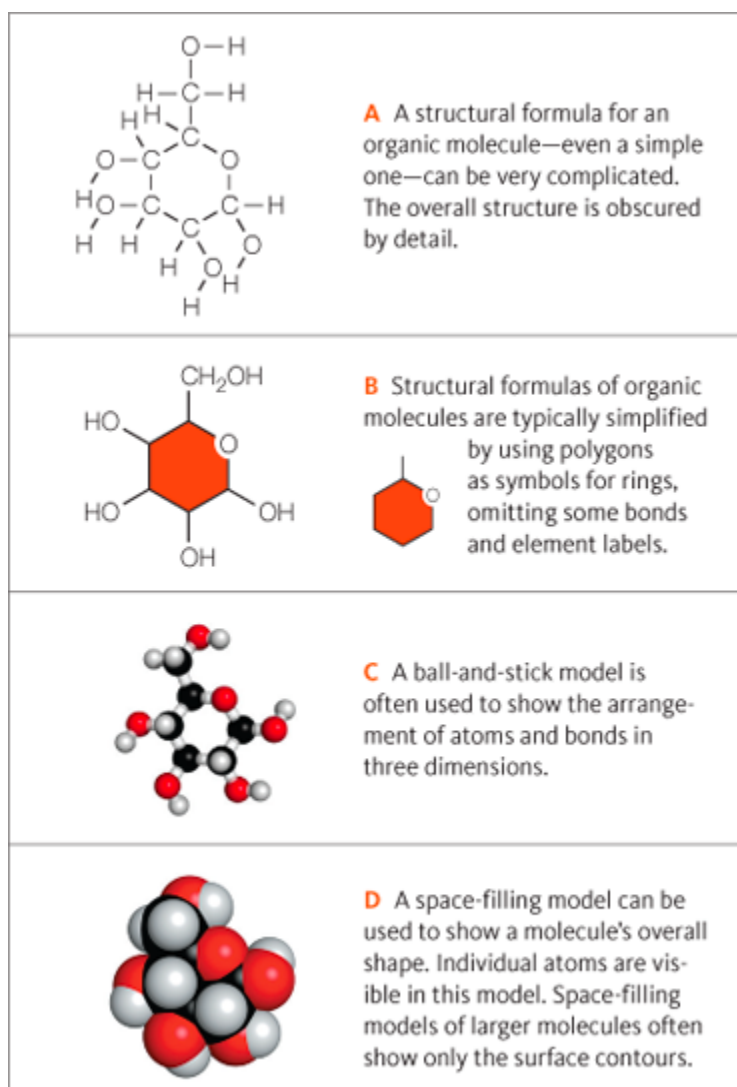 O–H
H–C–H
H H C
O–C O
H O–C C–H
H H C O
H O H
H
A A structural formula for an
organic molecule—even a simple
one—can be very complicated.
The overall structure is obscured
by detail.
CH₂OH
HO O
HO OH
OH
B Structural formulas of organic
molecules are typically simplified
by using polygons
as symbols for rings,
O
omitting some bonds
and element labels.
C A ball-and-stick model is
often used to show the arrange-
ment of atoms and bonds in
three dimensions.
D A space-filling model can be
used to show a molecule's overall
shape. Individual atoms are vis-
ible in this model. Space-filling
models of larger molecules often
show only the surface contours.